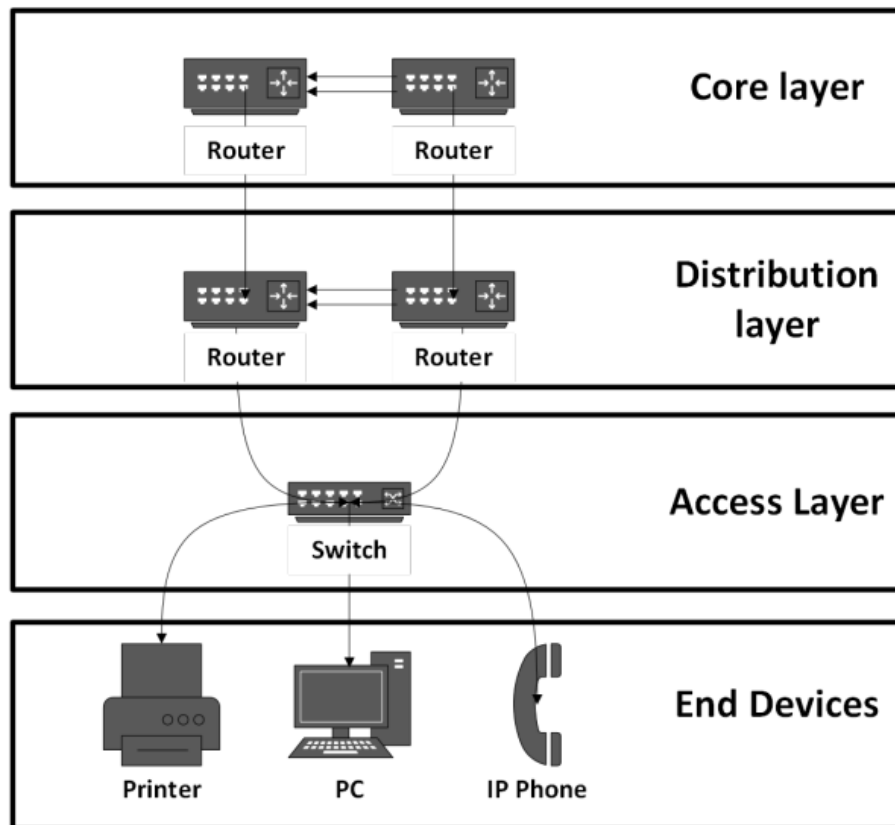 Core layer
Router
Router
Distribution
layer
Router
Router
Access Layer
Switch
End Devices
Printer
PC
IP Phone